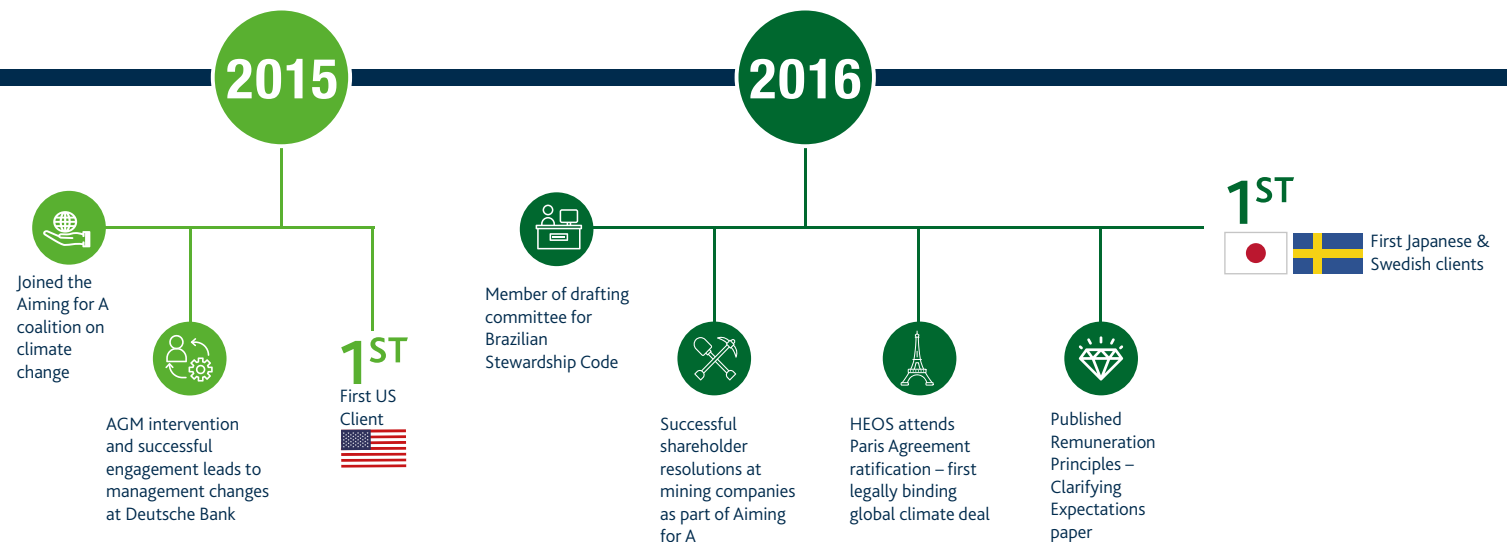 2015
2016
Joined the
Aiming for A
coalition on
climate
change
AGM intervention
and successful
engagement leads to
management changes
at Deutsche Bank
1ST
First US
Client
Member of drafting
committee for
Brazilian
Stewardship Code
Successful
shareholder
resolutions at
mining companies
as part of Aiming
for A
HEOS attends
Paris Agreement
ratification – first
legally binding
global climate deal
Published
Remuneration
Principles –
Clarifying
Expectations
paper
1ST
First Japanese &
Swedish clients